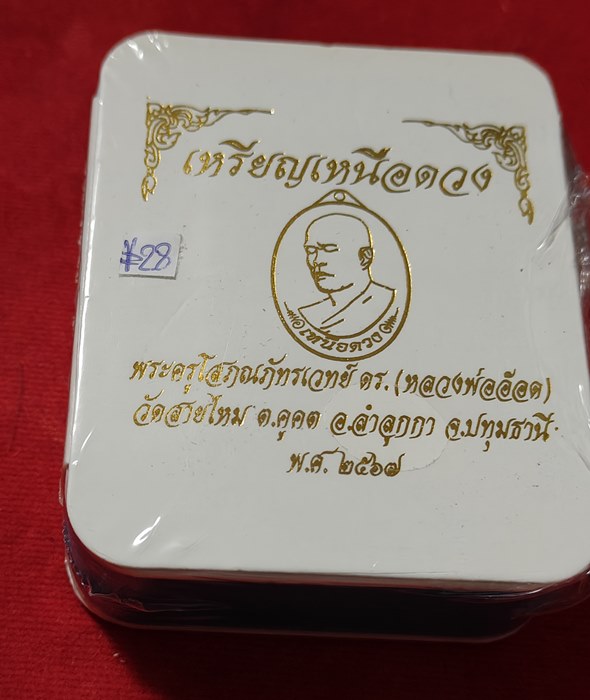 เหรียญเหนือดวง
เหนือดวง
#28
พระครูโสภณภัทรเวทย์ ดร.(หลวงพ่ออ๊อด)
วัดสายไหม ต.คูคต อ.ลำลูกกา จ.ปทุมธานี
พ.ศ. ๒๕๖๗